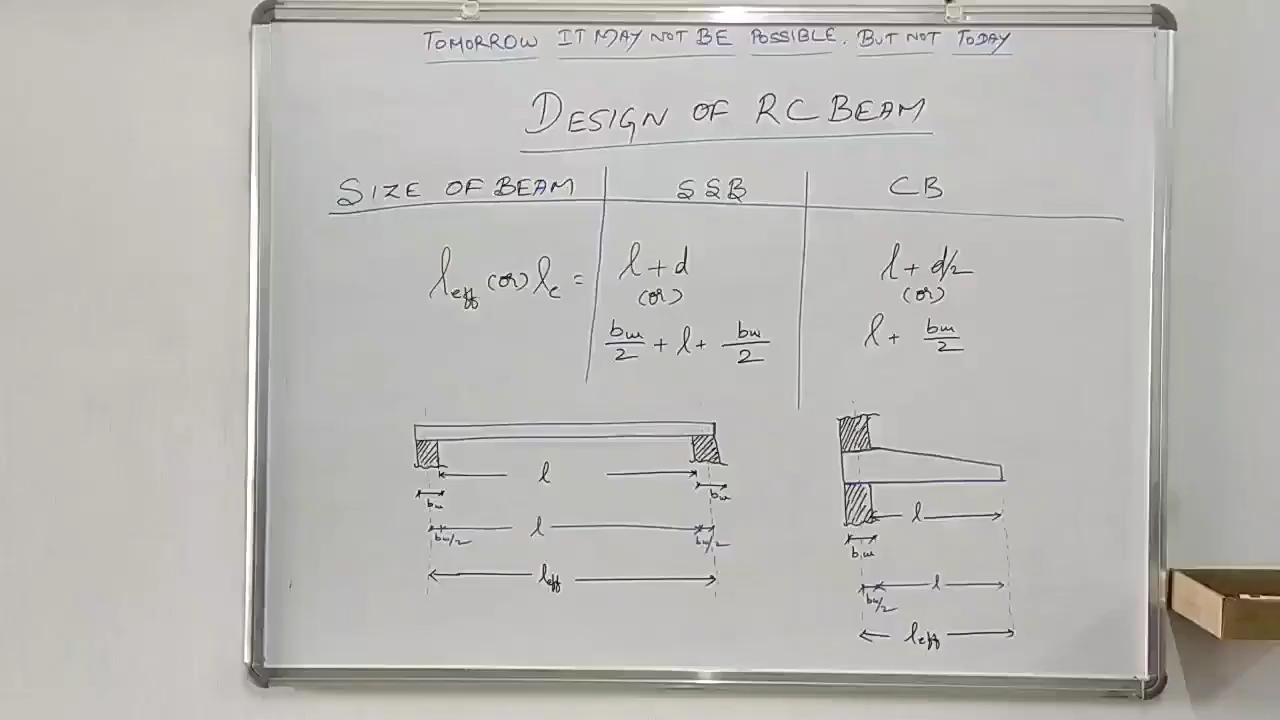 TOMORROW IT MAY NOT BE POSSIBLE. BUT NOT TODAY
DESIGN OF RC BEAM
SIZE OF BEAM SSB CB
leff (or) lc = l + d l + d/2
(or) (or)
bw/2 + l + bw/2 l + bw/2
l
bw bw
bw/2 l bw/2
leff
l
bw
bw/2 l
leff